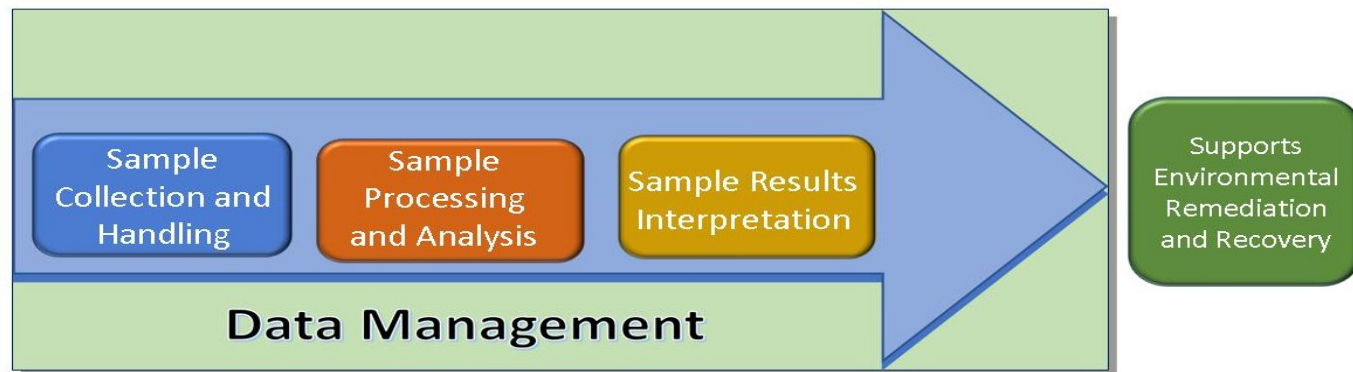 Sample
Collection and
Handling
Sample
Processing
and Analysis
Sample Results
Interpretation
Supports
Environmental
Remediation
and Recovery
Data Management